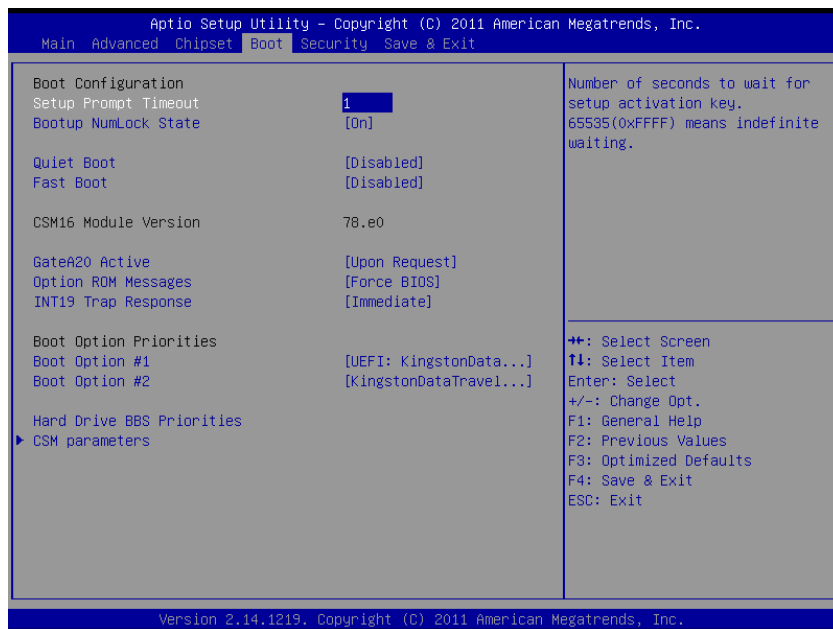 Aptio Setup Utility – Copyright (C) 2011 American Megatrends, Inc.
Main Advanced Chipset Boot Security Save & Exit
Boot Configuration
Setup Prompt Timeout 1
Bootup NumLock State [On]
Quiet Boot [Disabled]
Fast Boot [Disabled]
CSM16 Module Version 78.e0
GateA20 Active [Upon Request]
Option ROM Messages [Force BIOS]
INT19 Trap Response [Immediate]
Boot Option Priorities
Boot Option #1 [UEFI: KingstonData...]
Boot Option #2 [KingstonDataTravel...]
Hard Drive BBS Priorities
CSM parameters
Number of seconds to wait for
setup activation key.
65535(0xFFFF) means indefinite
waiting.
→←: Select Screen
↑↓: Select Item
Enter: Select
+/-: Change Opt.
F1: General Help
F2: Previous Values
F3: Optimized Defaults
F4: Save & Exit
ESC: Exit
Version 2.14.1219. Copyright (C) 2011 American Megatrends, Inc.